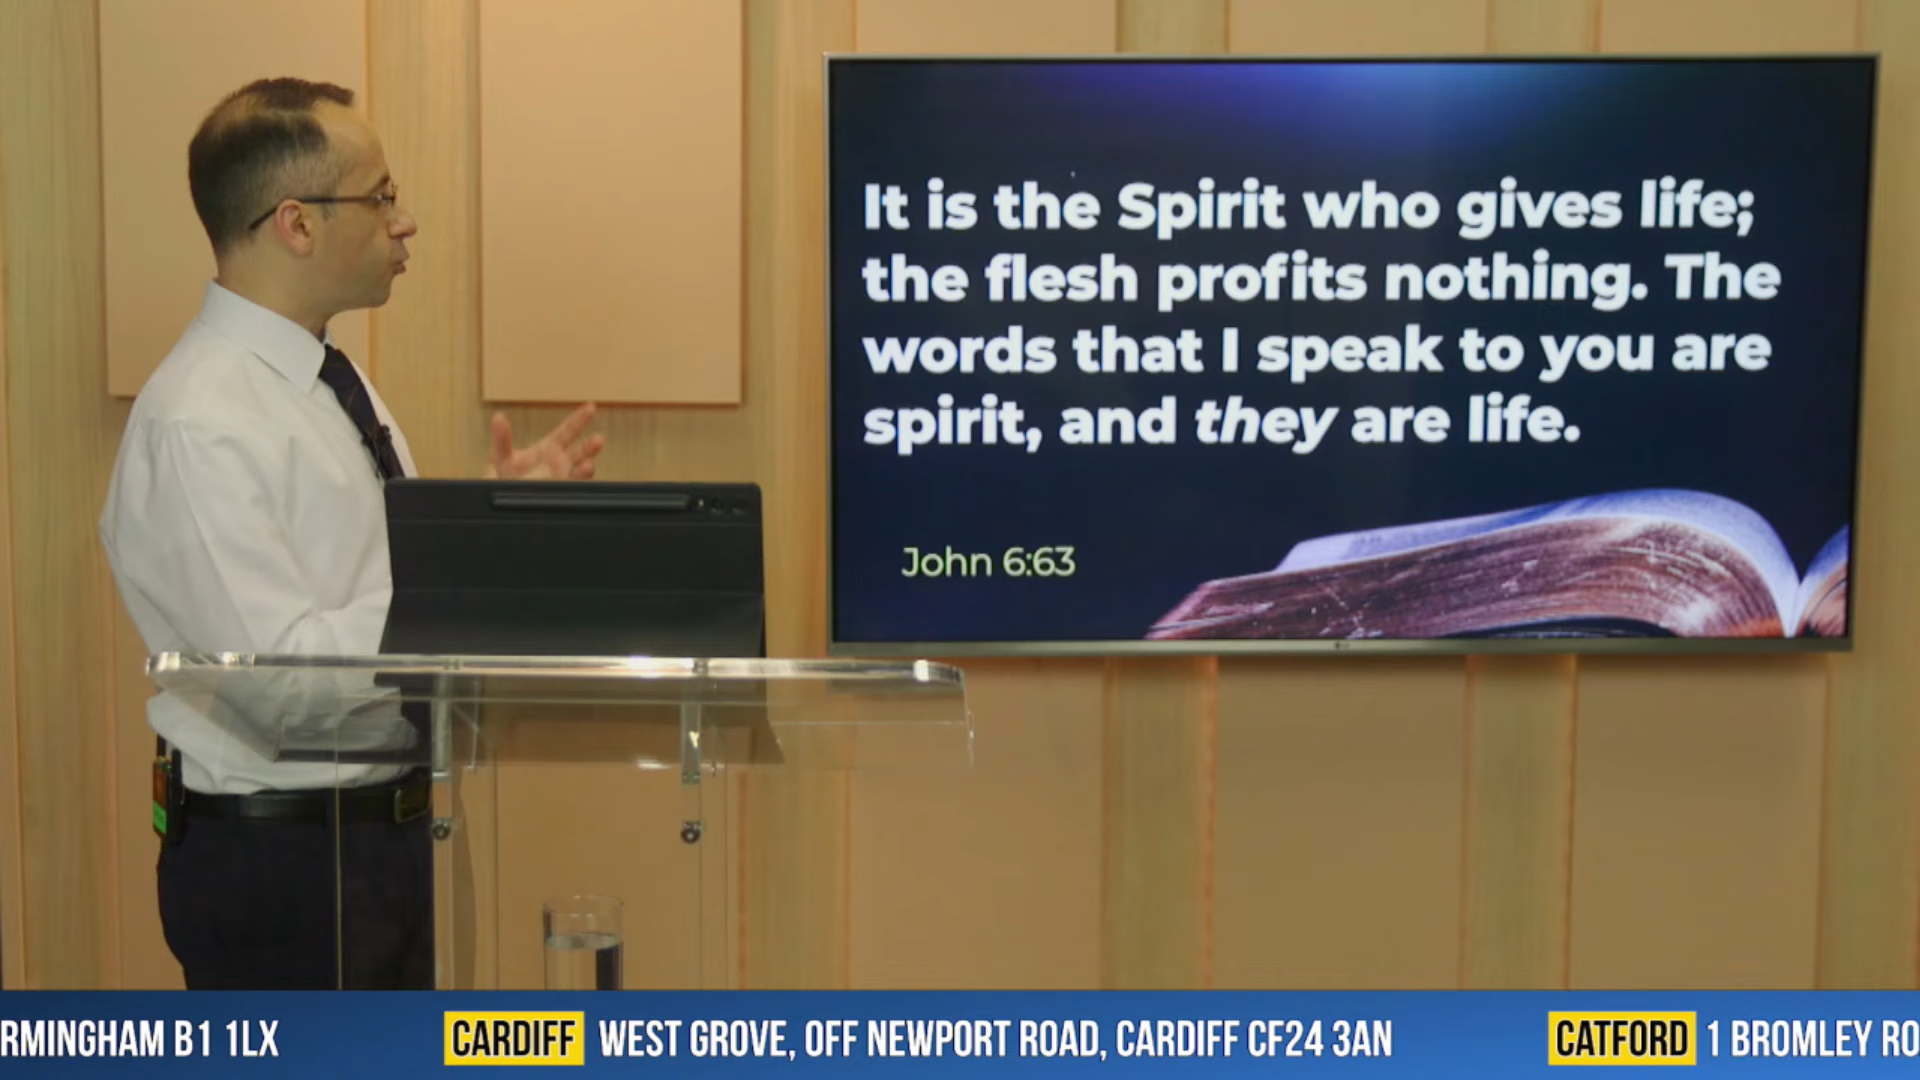 It is the Spirit who gives life;
the flesh profits nothing. The
words that I speak to you are
spirit, and they are life.
John 6:63
RMINGHAM B1 1LX CARDIFF WEST GROVE, OFF NEWPORT ROAD, CARDIFF CF24 3AN CATFORD 1 BROMLEY RO